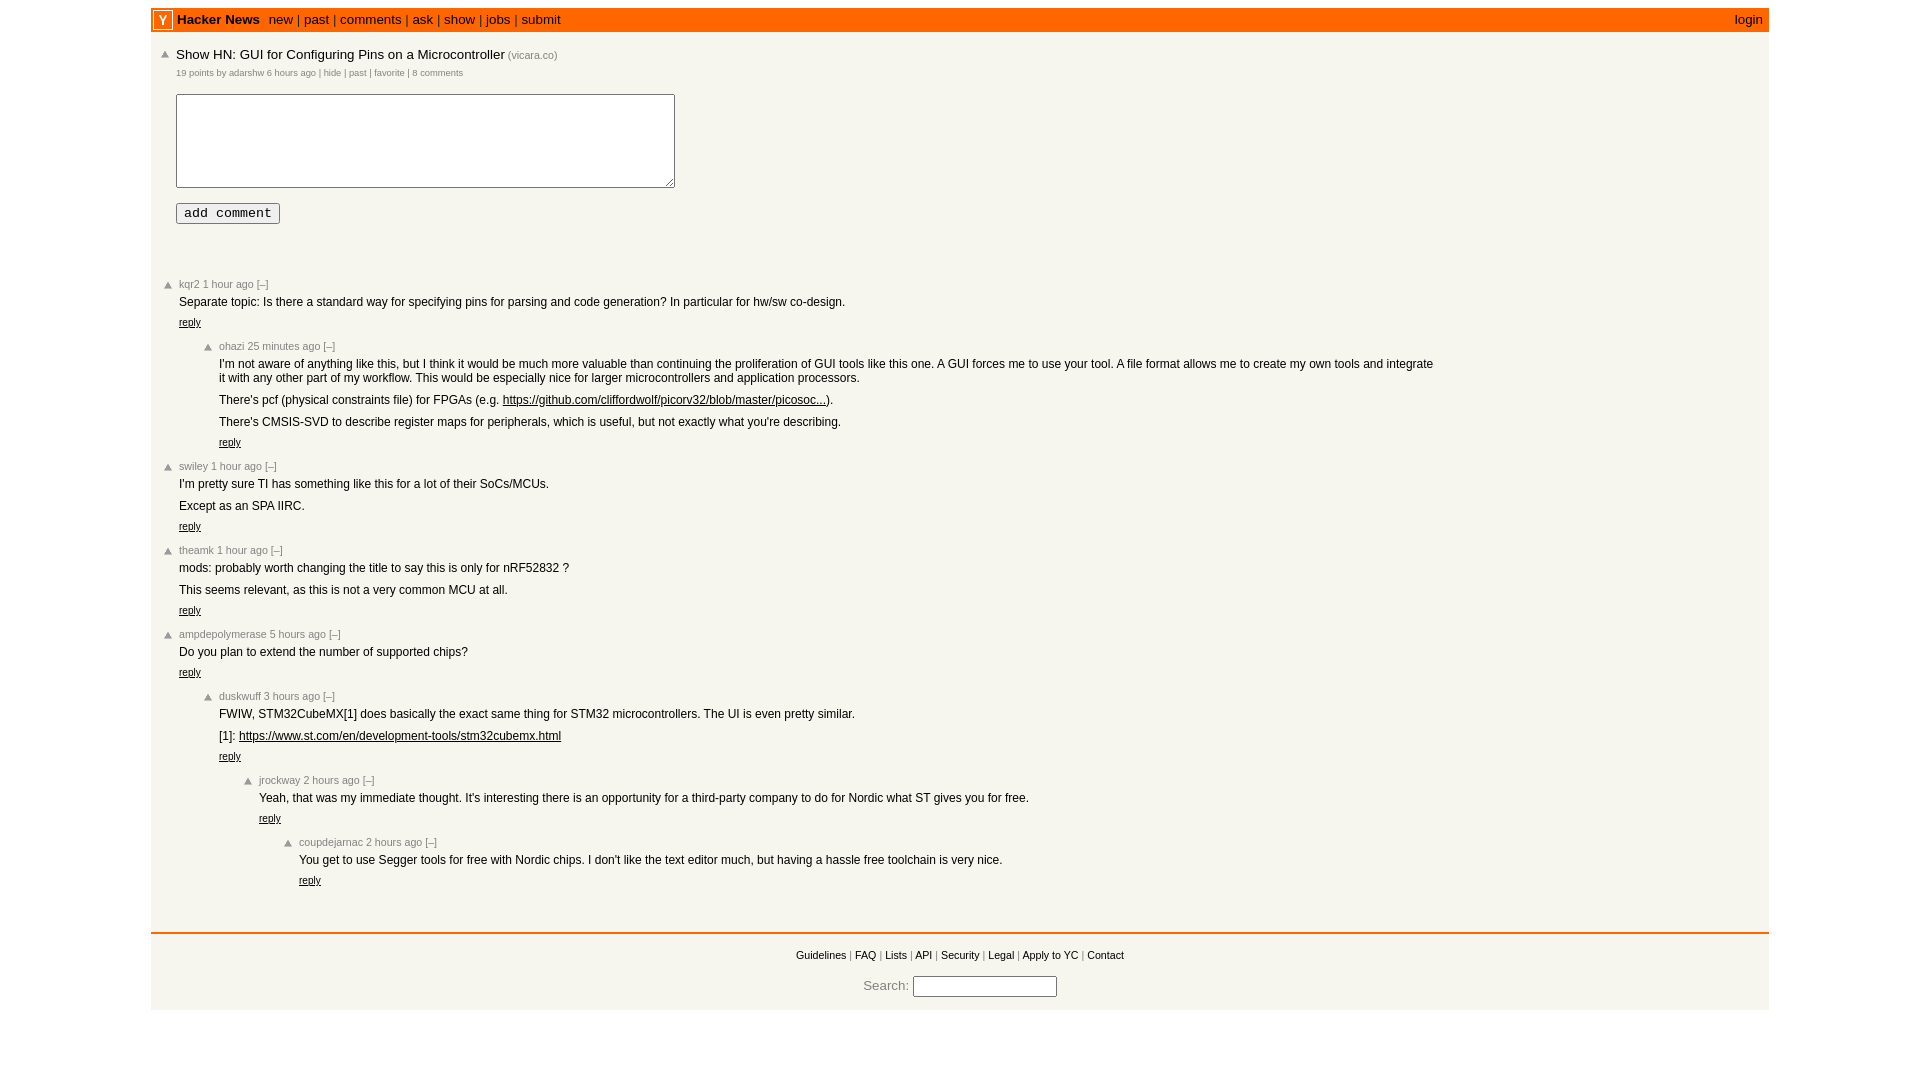 Y Hacker News new | past | comments | ask | show | jobs | submit login
Show HN: GUI for Configuring Pins on a Microcontroller (vicara.co)
19 points by adarshw 6 hours ago | hide | past | favorite | 8 comments
add comment
kqr2 1 hour ago [–]
Separate topic: Is there a standard way for specifying pins for parsing and code generation? In particular for hw/sw co-design.
reply
ohazi 25 minutes ago [–]
I'm not aware of anything like this, but I think it would be much more valuable than continuing the proliferation of GUI tools like this one. A GUI forces me to use your tool. A file format allows me to create my own tools and integrate
it with any other part of my workflow. This would be especially nice for larger microcontrollers and application processors.
There's pcf (physical constraints file) for FPGAs (e.g. https://github.com/cliffordwolf/picorv32/blob/master/picosoc...).
There's CMSIS-SVD to describe register maps for peripherals, which is useful, but not exactly what you're describing.
reply
swiley 1 hour ago [–]
I'm pretty sure TI has something like this for a lot of their SoCs/MCUs.
Except as an SPA IIRC.
reply
theamk 1 hour ago [–]
mods: probably worth changing the title to say this is only for nRF52832 ?
This seems relevant, as this is not a very common MCU at all.
reply
ampdepolymerase 5 hours ago [–]
Do you plan to extend the number of supported chips?
reply
duskwuff 3 hours ago [–]
FWIW, STM32CubeMX[1] does basically the exact same thing for STM32 microcontrollers. The UI is even pretty similar.
[1]: https://www.st.com/en/development-tools/stm32cubemx.html
reply
jrockway 2 hours ago [–]
Yeah, that was my immediate thought. It's interesting there is an opportunity for a third-party company to do for Nordic what ST gives you for free.
reply
coupdejarnac 2 hours ago [–]
You get to use Segger tools for free with Nordic chips. I don't like the text editor much, but having a hassle free toolchain is very nice.
reply
Guidelines | FAQ | Lists | API | Security | Legal | Apply to YC | Contact
Search: